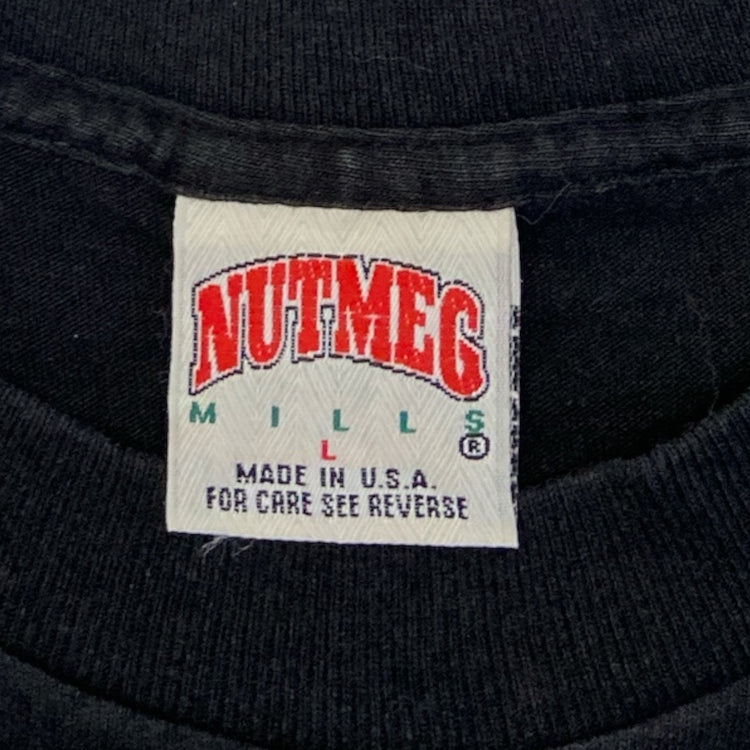 NUTMEG
MILLS
®
L
MADE IN U.S.A.
FOR CARE SEE REVERSE